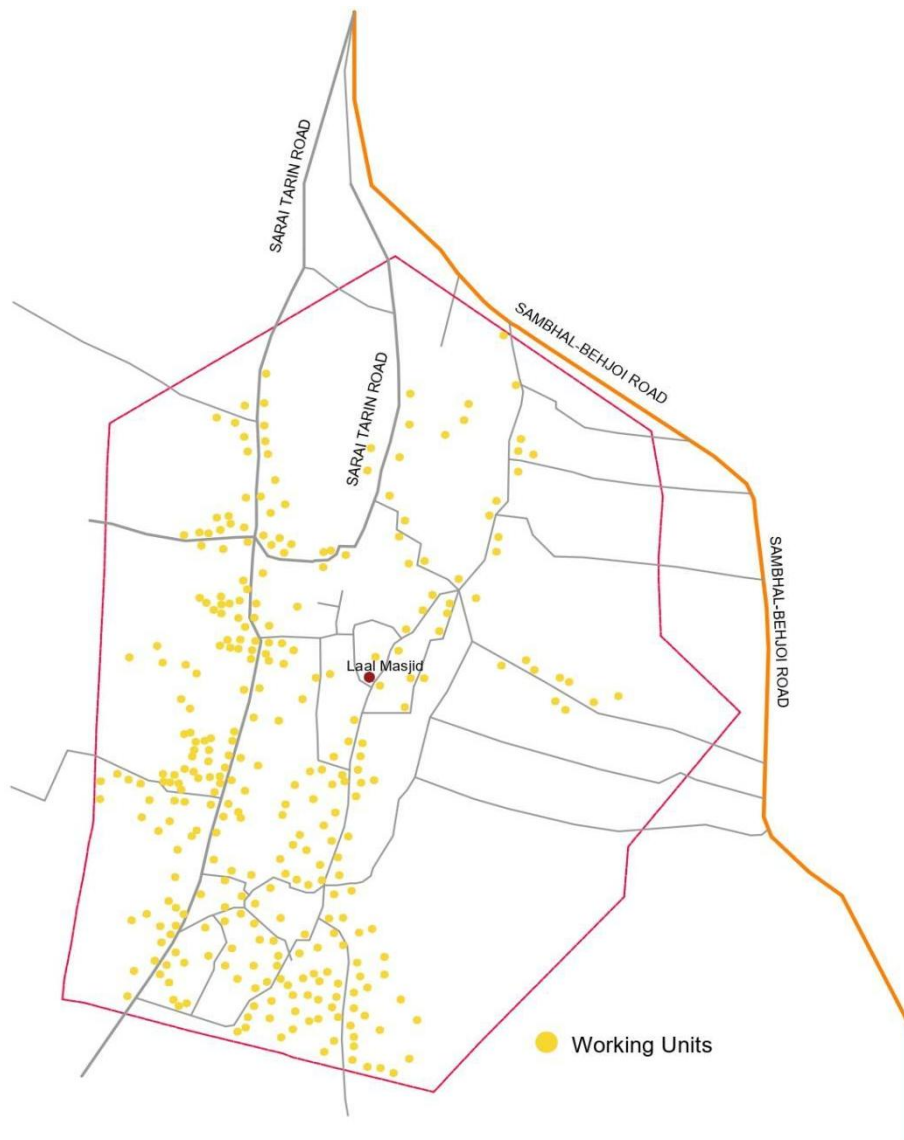 SARAI TARIN ROAD
SAMBHAL-BEHJOI ROAD
SARAI TARIN ROAD
SAMBHAL-BEHJOI ROAD
Laal Masjid
Working Units